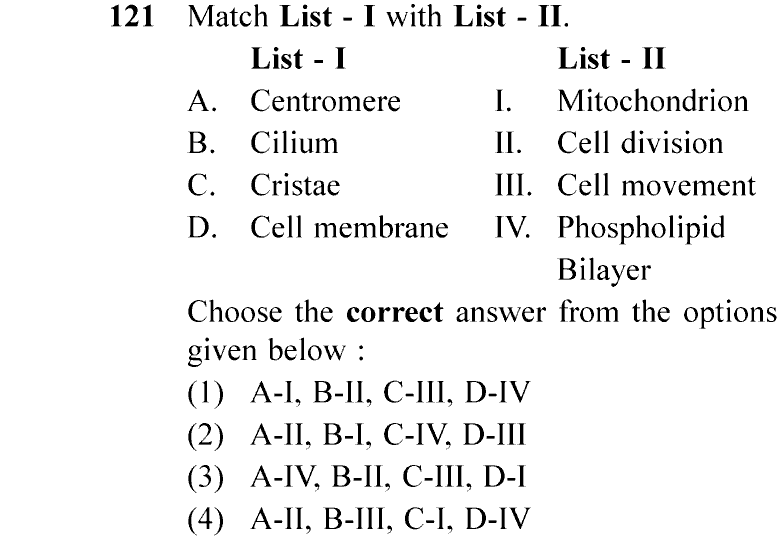 121 Match List - I with List - II.
List - I List - II
A. Centromere I. Mitochondrion
B. Cilium II. Cell division
C. Cristae III. Cell movement
D. Cell membrane IV. Phospholipid
Bilayer
Choose the correct answer from the options
given below :
(1) A-I, B-II, C-III, D-IV
(2) A-II, B-I, C-IV, D-III
(3) A-IV, B-II, C-III, D-I
(4) A-II, B-III, C-I, D-IV